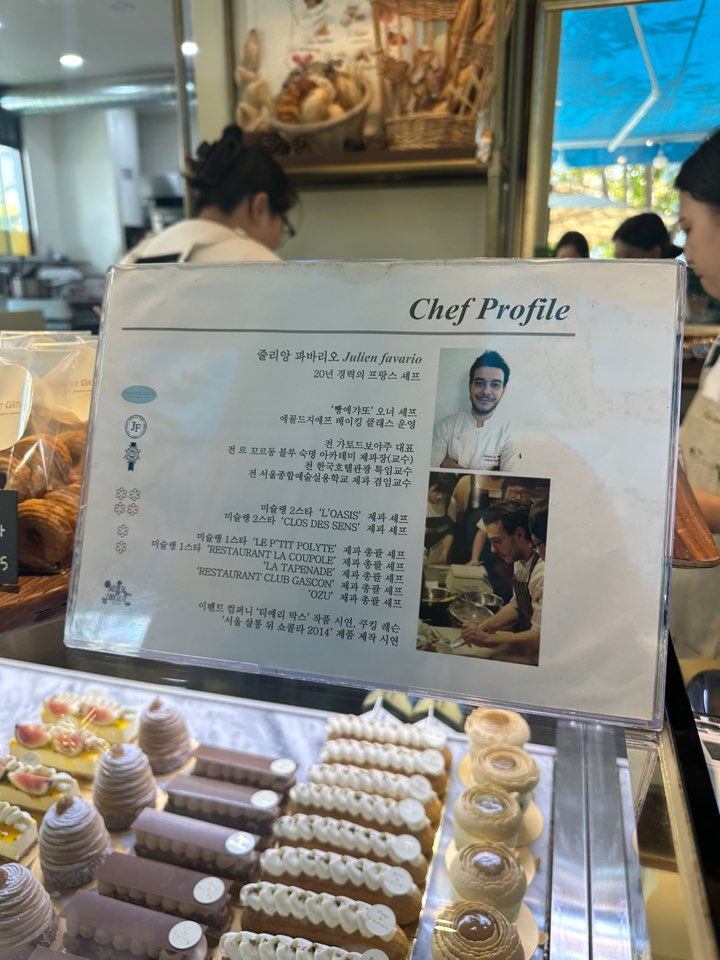 Chef Profile
줄리앙 파바리오 Julien favario
20년 경력의 프랑스 셰프
'빵에갸또' 오너 셰프
에꼴드지에프 베이킹 클래스 운영
전 가토드보야주 대표
전 르 꼬르동 블루 숙명 아카데미 제과장(교수)
전 한국호텔관광 특임교수
전 서울종합예술실용학교 제과 겸임교수
미슐랭 2스타 'L'OASIS' 제과 셰프
미슐랭 2스타 'CLOS DES SENS' 제과 셰프
미슐랭 1스타 'LE P'TIT POLYTE' 제과 총괄 셰프
미슐랭 1스타 'RESTAURANT LA COUPOLE' 제과 총괄 셰프
'LA TAPENADE' 제과 총괄 셰프
'RESTAURANT CLUB GASCON' 제과 총괄 셰프
'OZU' 제과 총괄 셰프
이벤트 컴퍼니 '티에리 막스' 작품 시연, 쿠킹 레슨
'서울 살롱 뒤 쇼콜라 2014' 제품 제작 시연
JF